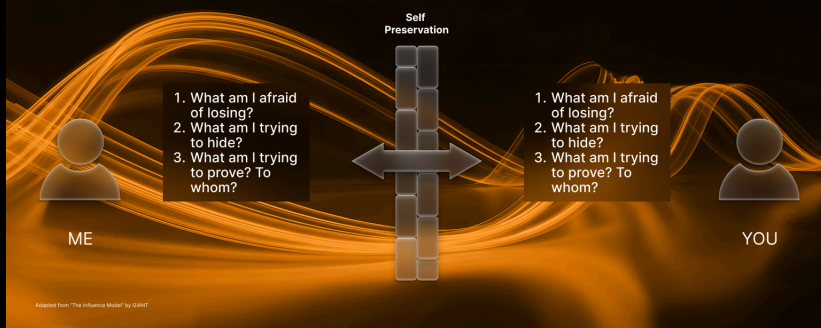 Self
Preservation
1. What am I afraid
of losing?
2. What am I trying
to hide?
3. What am I trying
to prove? To
whom?
1. What am I afraid
of losing?
2. What am I trying
to hide?
3. What am I trying
to prove? To
whom?
ME
YOU
Adapted from "The Influence Model" by GiANT